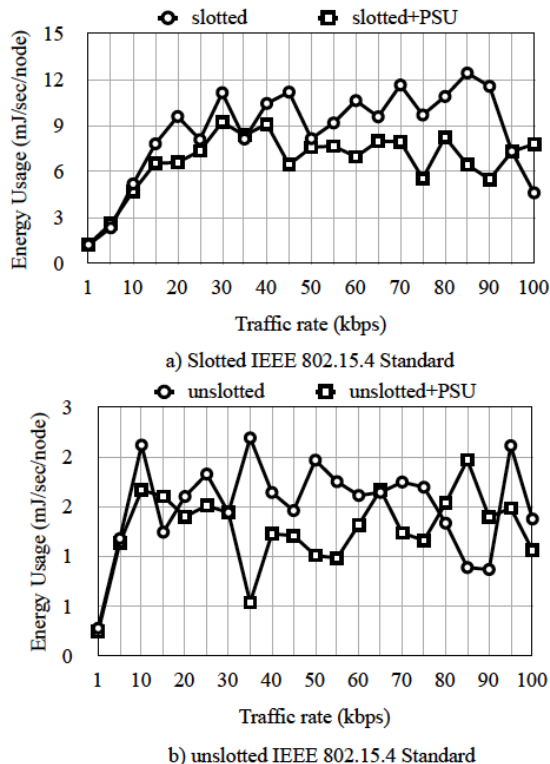 slotted slotted+PSU
15
12
9
6
3
0
Energy Usage (mJ/sec/node)
1 10 20 30 40 50 60 70 80 90 100
Traffic rate (kbps)
a) Slotted IEEE 802.15.4 Standard
unslotted unslotted+PSU
3
2
2
1
1
0
Energy Usage (mJ/sec/node)
1 10 20 30 40 50 60 70 80 90 100
Traffic rate (kbps)
b) unslotted IEEE 802.15.4 Standard